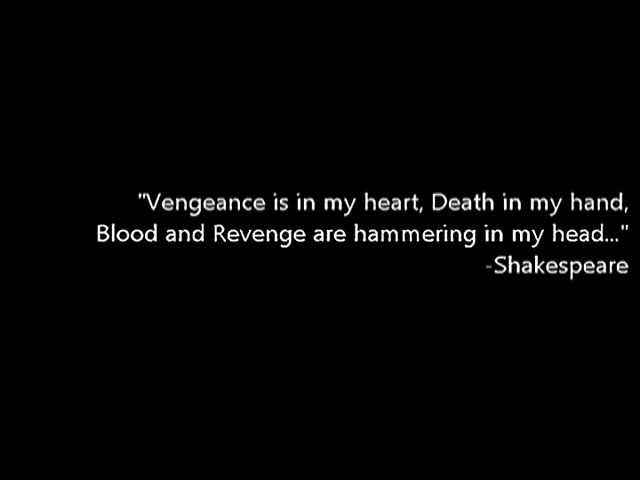 "Vengeance is in my heart, Death in my hand,
Blood and Revenge are hammering in my head..."
-Shakespeare